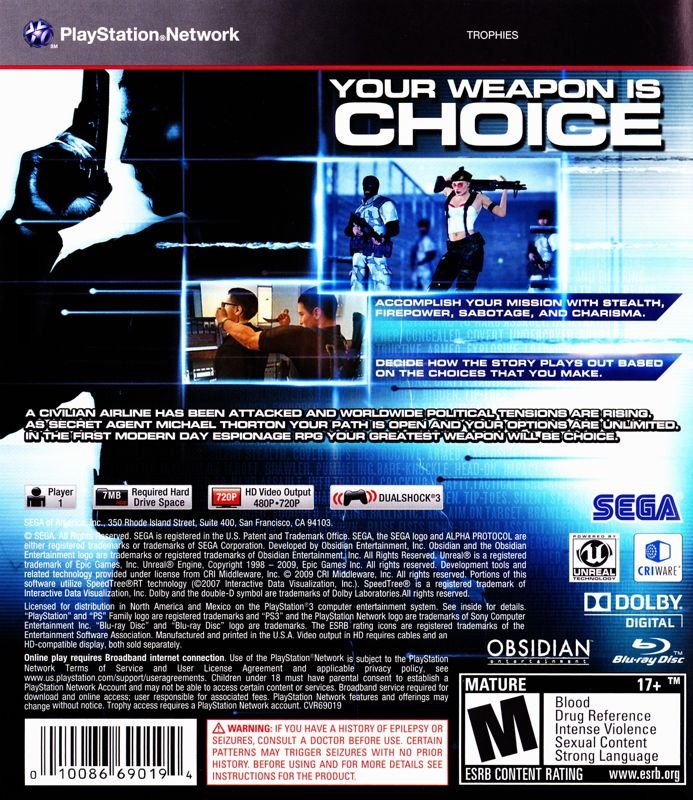 PlayStation®Network
SM
TROPHIES
YOUR WEAPON IS
CHOICE
ACCOMPLISH YOUR MISSION WITH STEALTH,
FIREPOWER, SABOTAGE, AND CHARISMA.
DECIDE HOW THE STORY PLAYS OUT BASED
ON THE CHOICES THAT YOU MAKE.
A CIVILIAN AIRLINE HAS BEEN ATTACKED AND WORLDWIDE POLITICAL TENSIONS ARE RISING.
AS SECRET AGENT MICHAEL THORTON YOUR PATH IS OPEN AND YOUR OPTIONS ARE UNLIMITED.
IN THE FIRST MODERN DAY ESPIONAGE RPG YOUR GREATEST WEAPON WILL BE CHOICE.
Player
1
7MB
Required Hard
Drive Space
720P
HD Video Output
480P•720P
DUALSHOCK®3
SEGA
SEGA of America, Inc., 350 Rhode Island Street, Suite 400, San Francisco, CA 94103.
© SEGA. All Rights Reserved. SEGA is registered in the U.S. Patent and Trademark Office. SEGA, the SEGA logo and ALPHA PROTOCOL are
either registered trademarks or trademarks of SEGA Corporation. Developed by Obsidian Entertainment, Inc. Obsidian and the Obsidian
Entertainment logo are trademarks or registered trademarks of Obsidian Entertainment, Inc. All Rights Reserved. Unreal® is a registered
trademark of Epic Games, Inc. Unreal® Engine, Copyright 1998 – 2009, Epic Games Inc. All rights reserved. Development tools and
related technology provided under license from CRI Middleware, Inc. © 2009 CRI Middleware, Inc. All rights reserved. Portions of this
software utilize SpeedTree®RT technology (©2007 Interactive Data Visualization, Inc.). SpeedTree® is a registered trademark of
Interactive Data Visualization, Inc. Dolby and the double-D symbol are trademarks of Dolby Laboratories.All rights reserved.
Licensed for distribution in North America and Mexico on the PlayStation®3 computer entertainment system. See inside for details.
"PlayStation" and "PS" Family logo are registered trademarks and "PS3" and the PlayStation Network logo are trademarks of Sony Computer
Entertainment Inc. "Blu-ray Disc" and "Blu-ray Disc" logo are trademarks. The ESRB rating icons are registered trademarks of the
Entertainment Software Association. Manufactured and printed in the U.S.A. Video output in HD requires cables and an
HD-compatible display, both sold separately.
Online play requires Broadband internet connection. Use of the PlayStation®Network is subject to the PlayStation
Network Terms of Service and User License Agreement and applicable privacy policy, see
www.us.playstation.com/support/useragreements. Children under 18 must have parental consent to establish a
PlayStation Network Account and may not be able to access certain content or services. Broadband service required for
download and online access; user responsible for associated fees. PlayStation Network features and offerings may
change without notice. Trophy access requires a PlayStation Network account. CVR69019
POWERED BY
UNREAL
TECHNOLOGY
CRIWARE
DOLBY
DIGITAL
OBSIDIAN
entertainment
Blu-ray Disc
0 10086 69019 4
WARNING: IF YOU HAVE A HISTORY OF EPILEPSY OR
SEIZURES, CONSULT A DOCTOR BEFORE USE. CERTAIN
PATTERNS MAY TRIGGER SEIZURES WITH NO PRIOR
HISTORY. BEFORE USING AND FOR MORE DETAILS SEE
INSTRUCTIONS FOR THE PRODUCT.
MATURE 17+ ™
M
Blood
Drug Reference
Intense Violence
Sexual Content
Strong Language
ESRB CONTENT RATING www.esrb.org